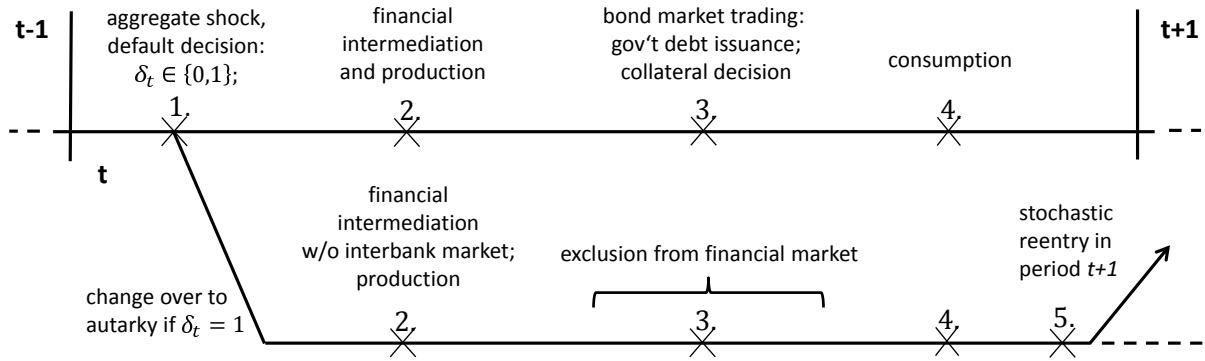 t-1
aggregate shock,
default decision:
δ_t ∈ {0,1};
financial
intermediation
and production
bond market trading:
gov‘t debt issuance;
collateral decision
consumption
t+1
1.
2.
3.
4.
t
financial
intermediation
w/o interbank market;
production
exclusion from financial market
stochastic
reentry in
period t+1
change over to
autarky if δ_t = 1
2.
3.
4.
5.